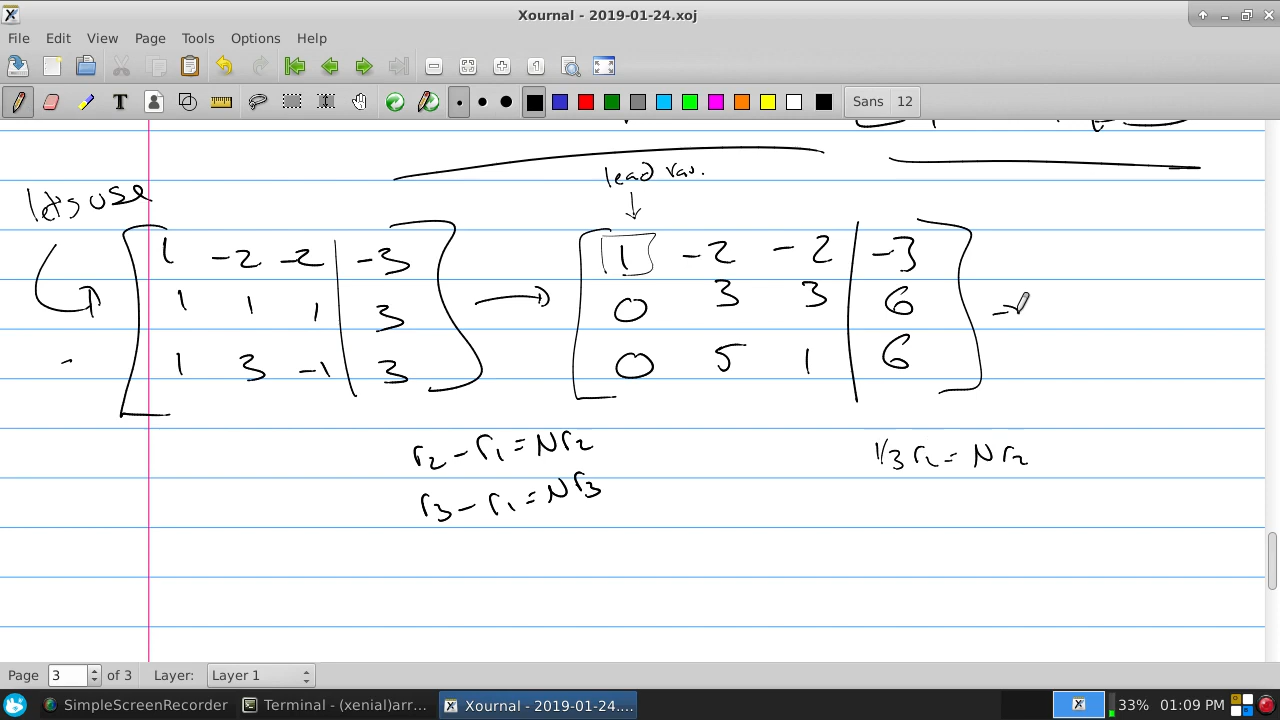 Xournal - 2019-01-24.xoj
File Edit View Page Tools Options Help
Sans 12
lead var.
let's use
1 -2 -2 | -3
1 1 1 | 3
1 3 -1 | 3
→
1 -2 -2 | -3
0 3 3 | 6
0 5 1 | 6
r2 - r1 = Nr2
r3 - r1 = Nr3
1/3 r2 = Nr2
Page 3 of 3 Layer: Layer 1
SimpleScreenRecorder Terminal - (xenial)arr... Xournal - 2019-01-24.... 33% 01:09 PM